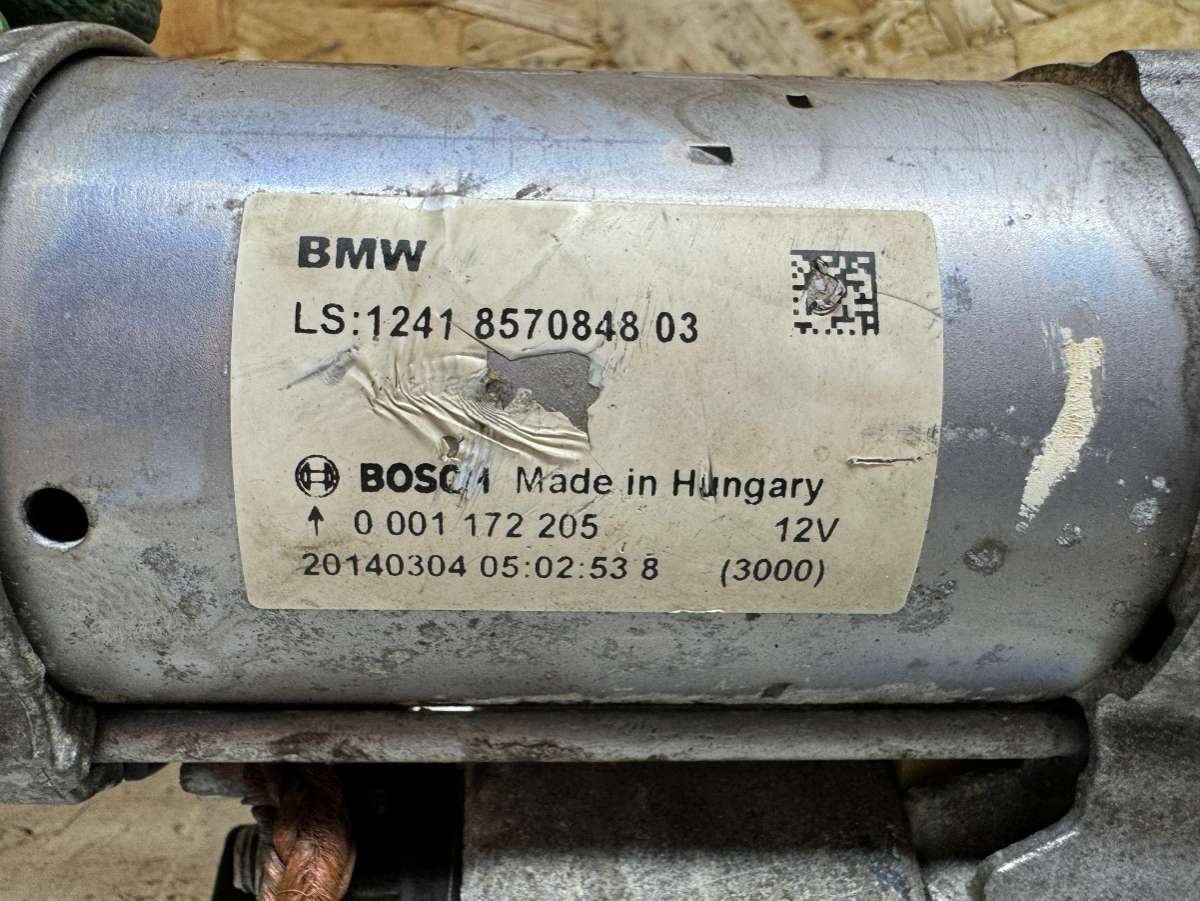 BMW
LS:1241 8570848 03
BOSCH Made in Hungary
↑ 0 001 172 205 12V
20140304 05:02:53 8 (3000)